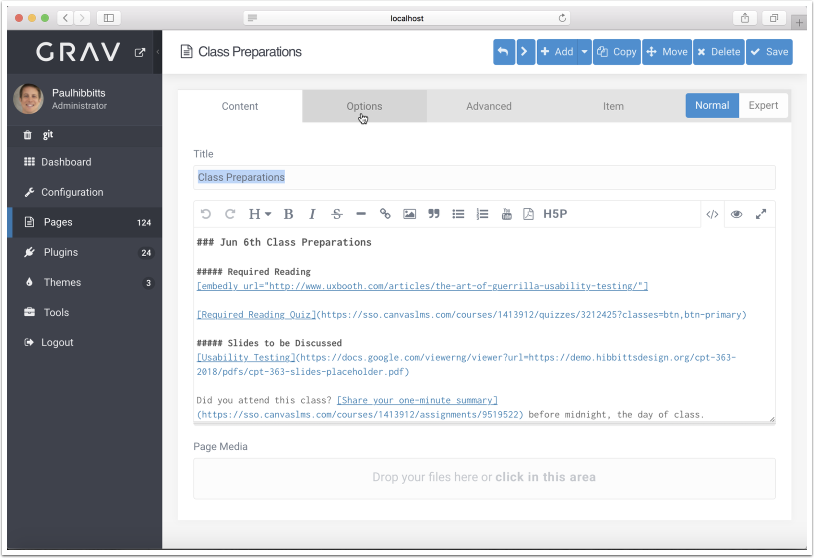 localhost
GRAV
Class Preparations
Add
Copy
Move
Delete
Save
Paulhibbitts
Administrator
git
Dashboard
Configuration
Pages 124
Plugins 24
Themes 3
Tools
Logout
Content
Options
Advanced
Item
Normal
Expert
Title
Class Preparations
H B I S H5P
### Jun 6th Class Preparations
##### Required Reading
[embedly url="http://www.uxbooth.com/articles/the-art-of-guerrilla-usability-testing/"]
[Required Reading Quiz](https://sso.canvaslms.com/courses/1413912/quizzes/3212425?classes=btn,btn-primary)
##### Slides to be Discussed
[Usability Testing](https://docs.google.com/viewerng/viewer?url=https://demo.hibbittsdesign.org/cpt-363-
2018/pdfs/cpt-363-slides-placeholder.pdf)
Did you attend this class? [Share your one-minute summary]
(https://sso.canvaslms.com/courses/1413912/assignments/9519522) before midnight, the day of class.
Page Media
Drop your files here or click in this area